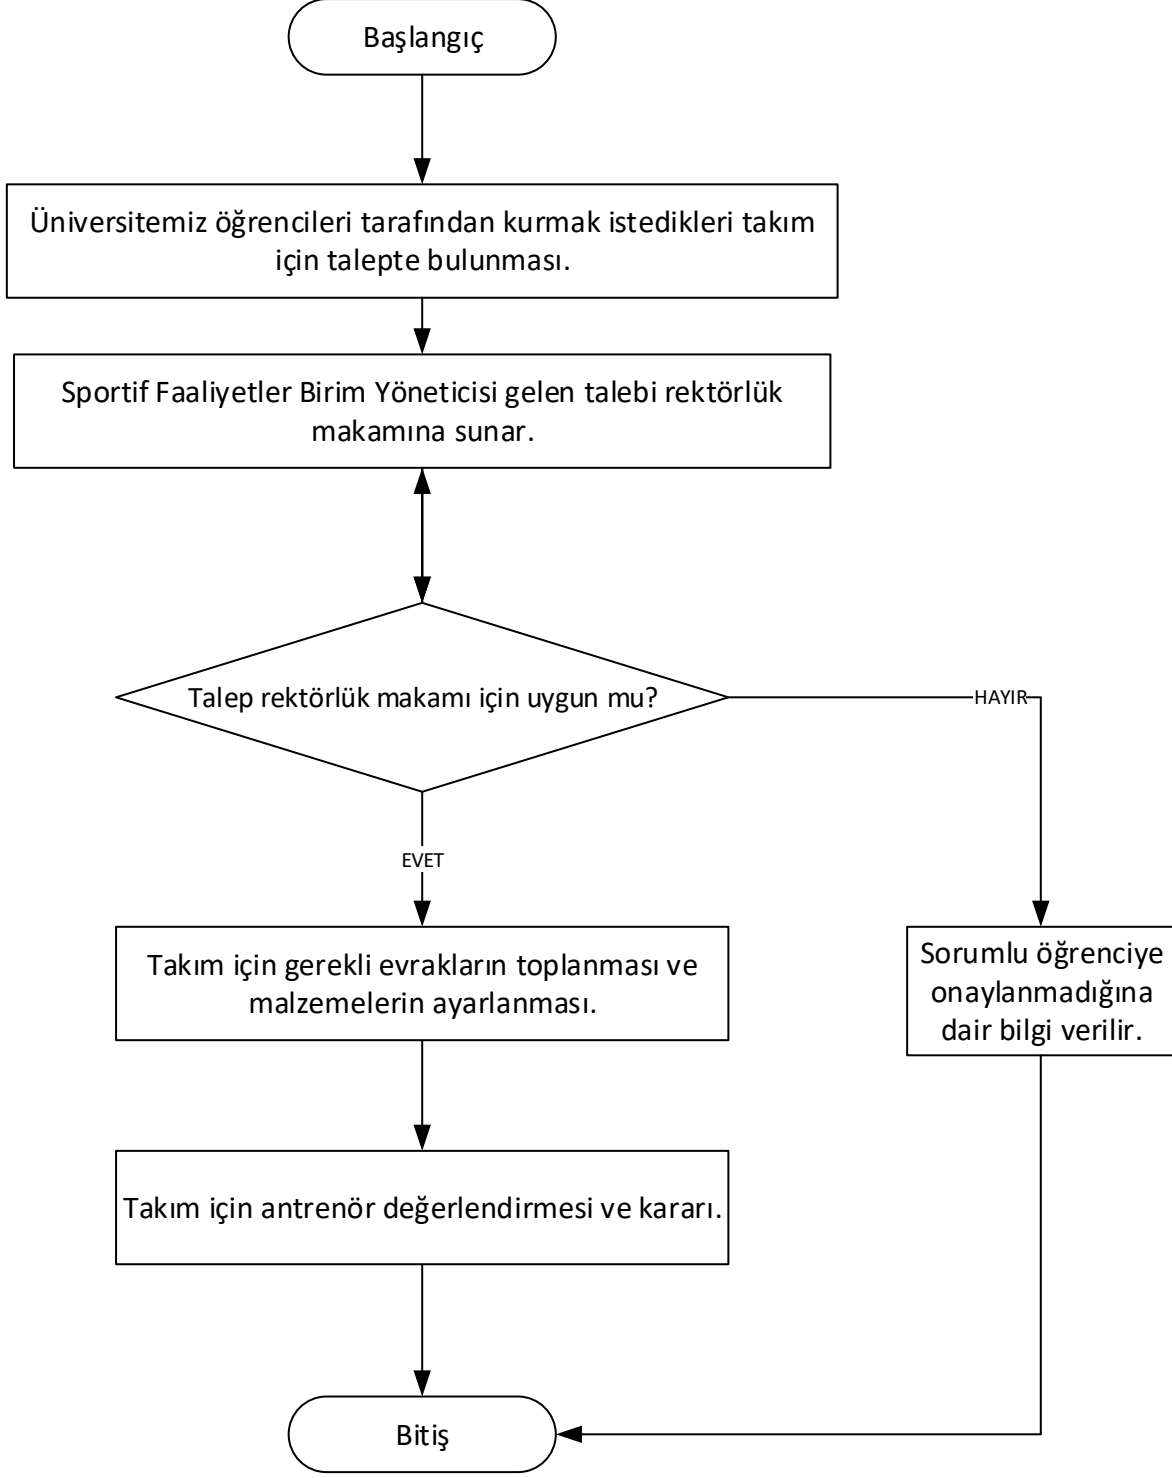 Başlangıç
Üniversitemiz öğrencileri tarafından kurmak istedikleri takım
için talepte bulunması.
Sportif Faaliyetler Birim Yöneticisi gelen talebi rektörlük
makamına sunar.
Talep rektörlük makamı için uygun mu?
HAYIR
EVET
Takım için gerekli evrakların toplanması ve
malzemelerin ayarlanması.
Sorumlu öğrenciye
onaylanmadığına
dair bilgi verilir.
Takım için antrenör değerlendirmesi ve kararı.
Bitiş